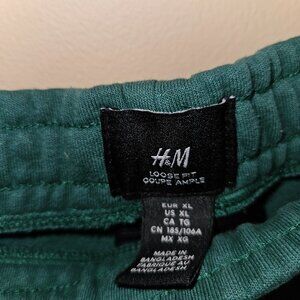 H&M
LOOSE FIT
COUPE AMPLE
EUR XL
US XL
CA TG
CN 185/106A
MX XG
MADE IN
BANGLADESH
FABRIQUÉ AU
BANGLADESH